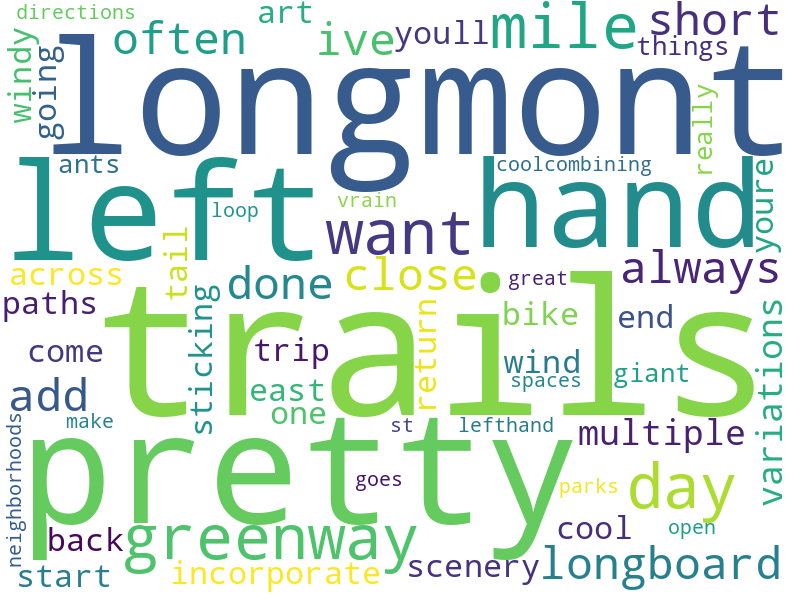 directions
art
short
often
ive
youll
mile
things
windy
going
longmont
really
ants
coolcombining
left
hand
youre
vrain
loop
want
tail
across
done
close
great
always
paths
sticking
return
bike
end
variations
come
trip
wind
giant
spaces
trails
add
east
one
make
st
lefthand
multiple
neighborhoods
pretty
goes
parks
day
back
greenway
cool
open
start
incorporate
scenery
longboard